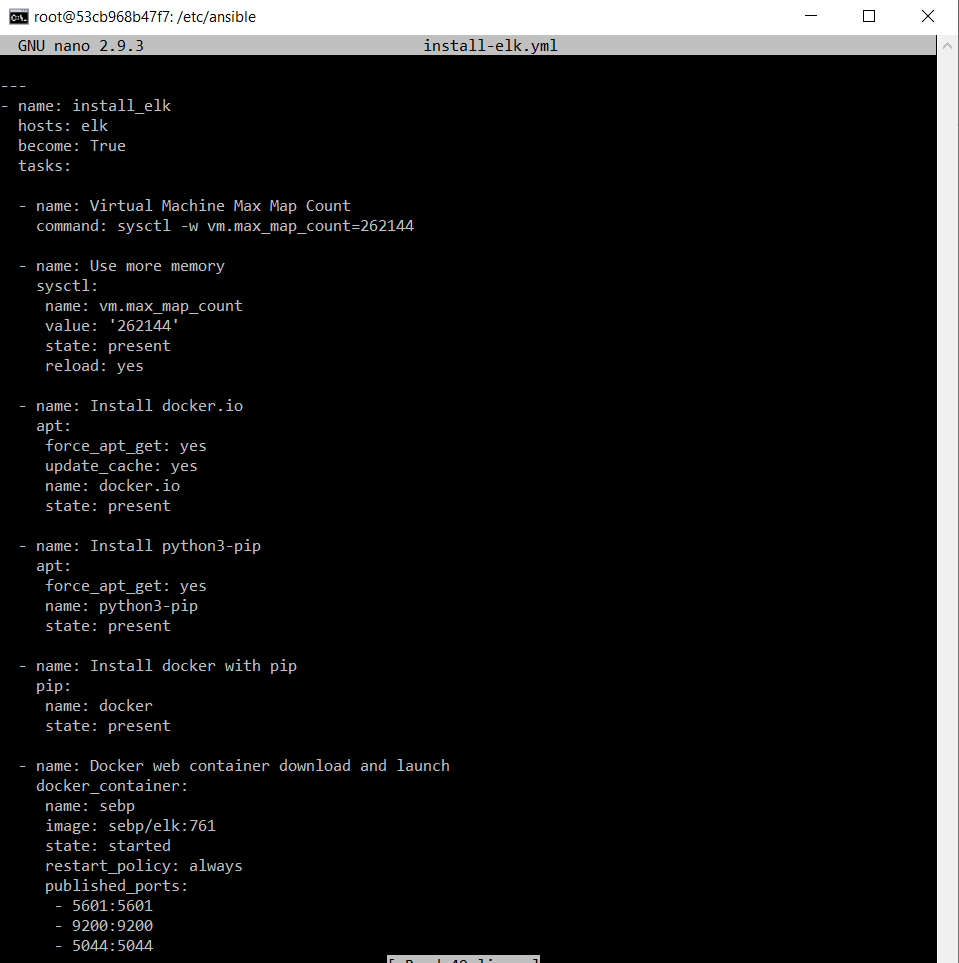 root@53cb968b47f7: /etc/ansible
GNU nano 2.9.3 install-elk.yml
---
- name: install_elk
  hosts: elk
  become: True
  tasks:
  - name: Virtual Machine Max Map Count
    command: sysctl -w vm.max_map_count=262144
  - name: Use more memory
    sysctl:
     name: vm.max_map_count
     value: '262144'
     state: present
     reload: yes
  - name: Install docker.io
    apt:
     force_apt_get: yes
     update_cache: yes
     name: docker.io
     state: present
  - name: Install python3-pip
    apt:
     force_apt_get: yes
     name: python3-pip
     state: present
  - name: Install docker with pip
    pip:
     name: docker
     state: present
  - name: Docker web container download and launch
    docker_container:
     name: sebp
     image: sebp/elk:761
     state: started
     restart_policy: always
     published_ports:
      - 5601:5601
      - 9200:9200
      - 5044:5044